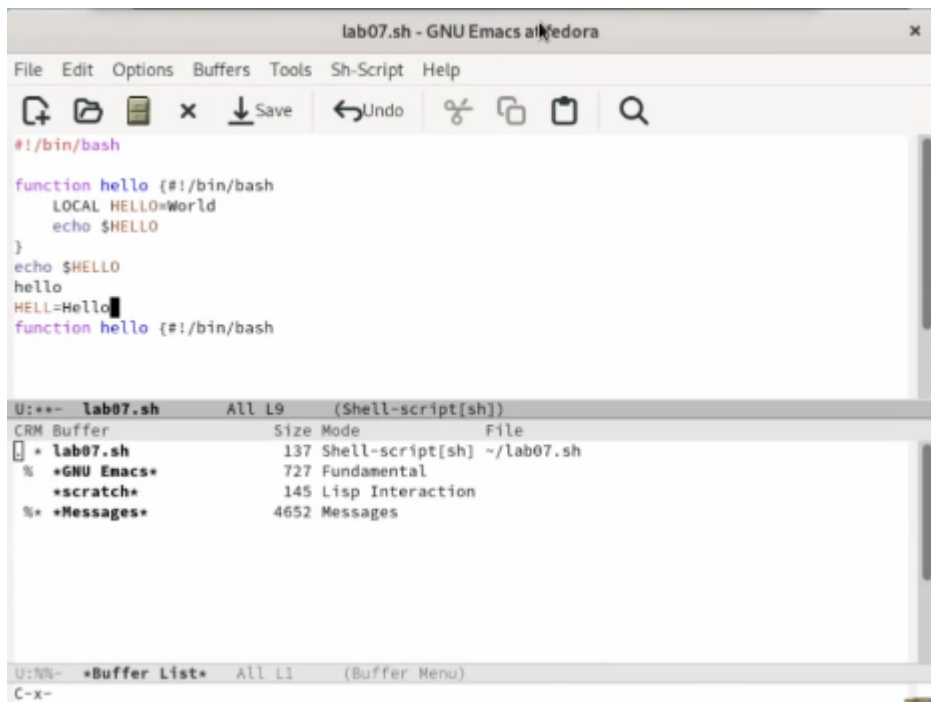 lab07.sh - GNU Emacs at fedora
File Edit Options Buffers Tools Sh-Script Help
Save Undo
#!/bin/bash
function hello {#!/bin/bash
    LOCAL HELLO=World
    echo $HELLO
}
echo $HELLO
hello
HELL=Hello
function hello {#!/bin/bash
U:**- lab07.sh All L9 (Shell-script[sh])
CRM Buffer Size Mode File
. * lab07.sh 137 Shell-script[sh] ~/lab07.sh
% *GNU Emacs* 727 Fundamental
*scratch* 145 Lisp Interaction
%* *Messages* 4652 Messages
U:%%- *Buffer List* All L1 (Buffer Menu)
C-x-